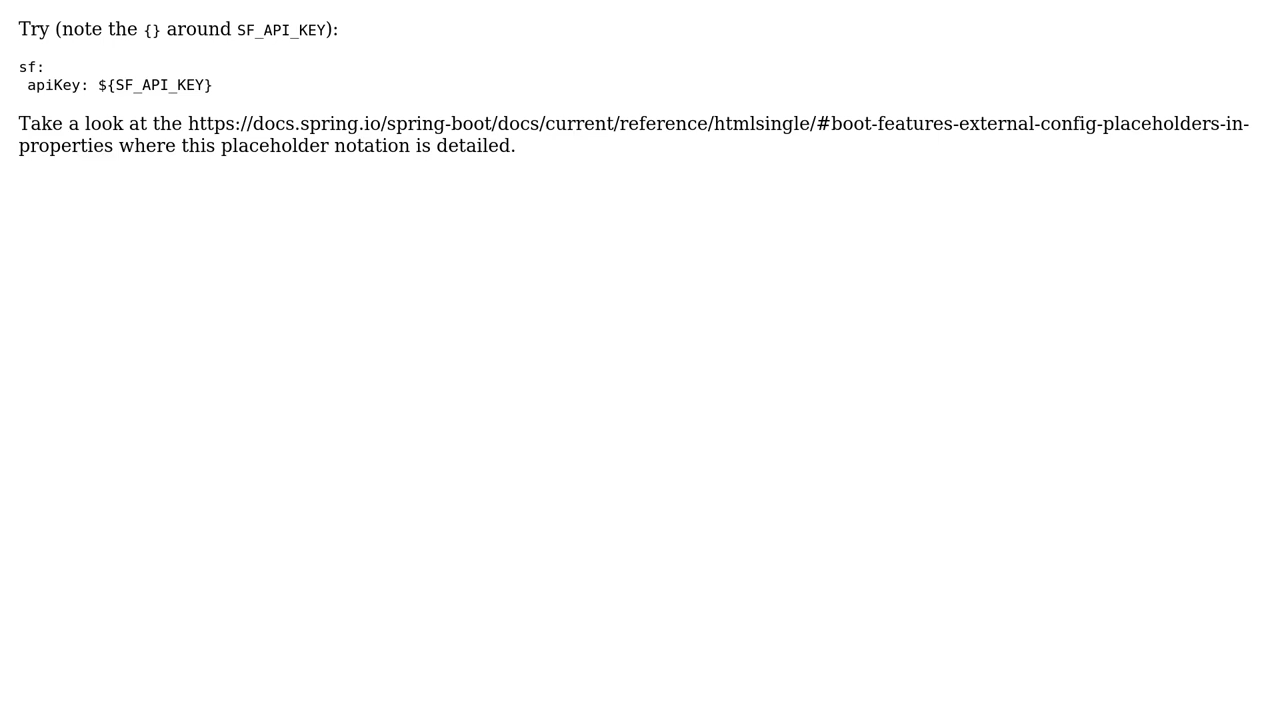 Try (note the {} around SF_API_KEY):
sf:
 apiKey: ${SF_API_KEY}
Take a look at the https://docs.spring.io/spring-boot/docs/current/reference/htmlsingle/#boot-features-external-config-placeholders-in-
properties where this placeholder notation is detailed.